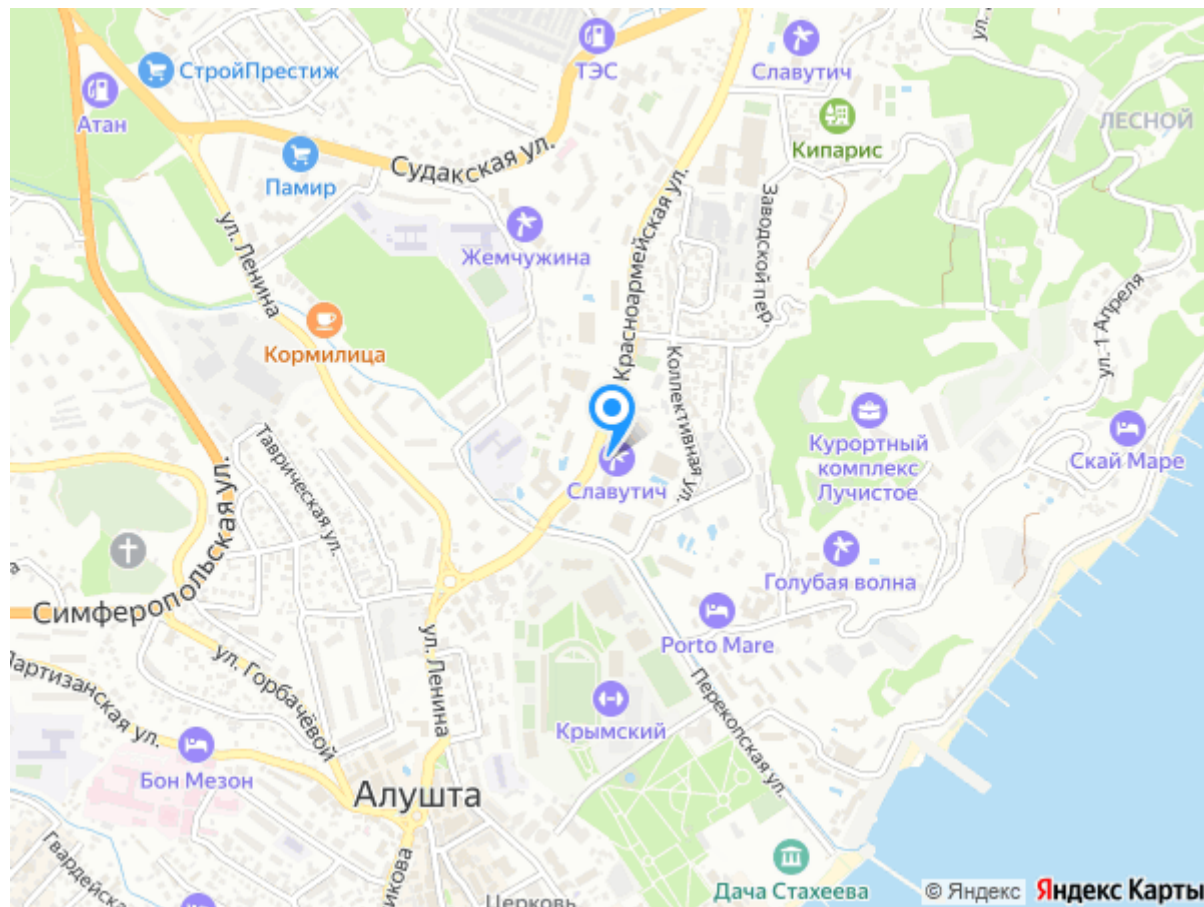 ТЭС
Славутич
ул.
СтройПрестиж
Атан
Кипарис
ЛЕСНОЙ
Памир
Судакская ул.
Красноармейская ул.
Заводской пер.
ул. Ленина
Жемчужина
ул. 1 Апреля
Кормилица
Коллективная ул.
Таврическая ул.
Курортный
комплекс
Лучистое
Скай Маре
Славутич
Симферопольская ул.
Голубая волна
Porto Mare
ул. Ленина
ул. Горбачёвой
Партизанская ул.
Крымский
Перекопская ул.
Бон Мезон
Алушта
Гвардейска
икова
Дача Стахеева
Церковь
© Яндекс Яндекс Карты